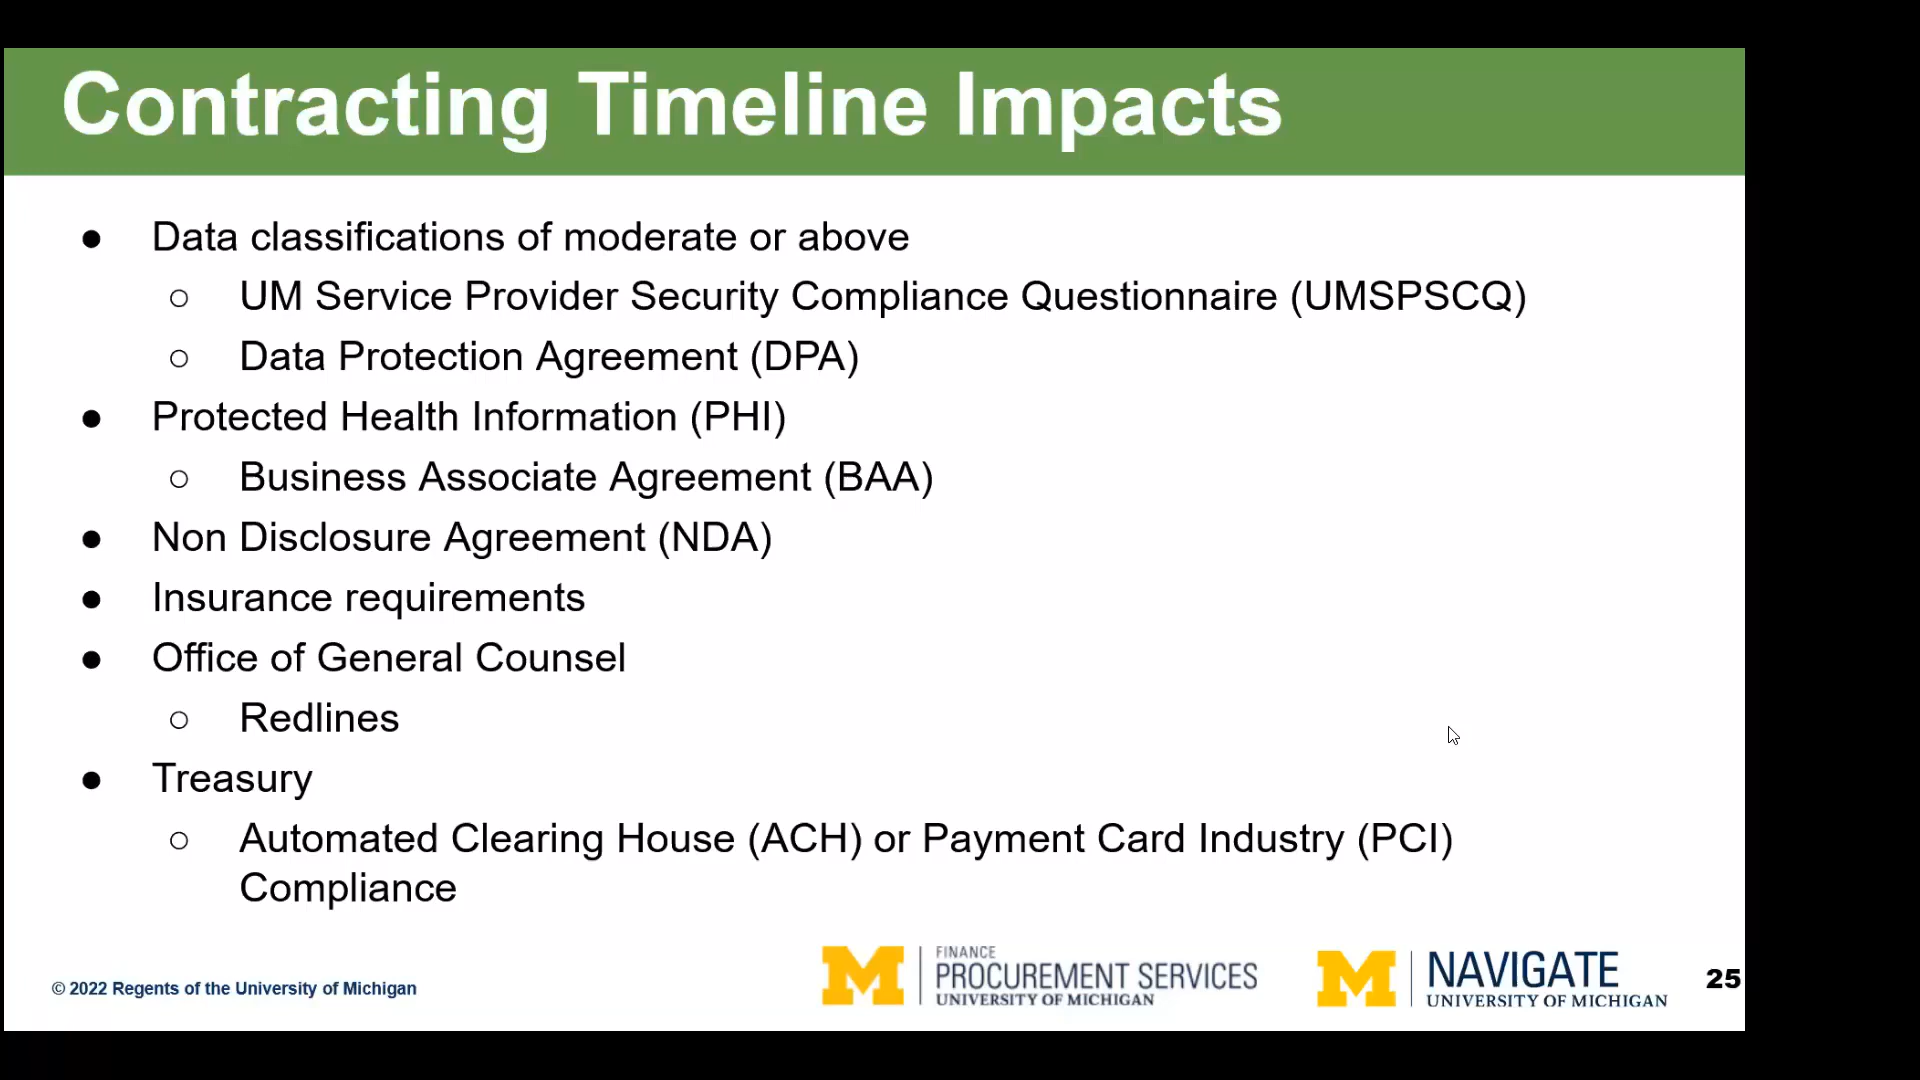 Contracting Timeline Impacts
● Data classifications of moderate or above
○ UM Service Provider Security Compliance Questionnaire (UMSPSCQ)
○ Data Protection Agreement (DPA)
● Protected Health Information (PHI)
○ Business Associate Agreement (BAA)
● Non Disclosure Agreement (NDA)
● Insurance requirements
● Office of General Counsel
○ Redlines
● Treasury
○ Automated Clearing House (ACH) or Payment Card Industry (PCI)
Compliance
© 2022 Regents of the University of Michigan
M
FINANCE
PROCUREMENT SERVICES
UNIVERSITY OF MICHIGAN
M
NAVIGATE
UNIVERSITY OF MICHIGAN
25